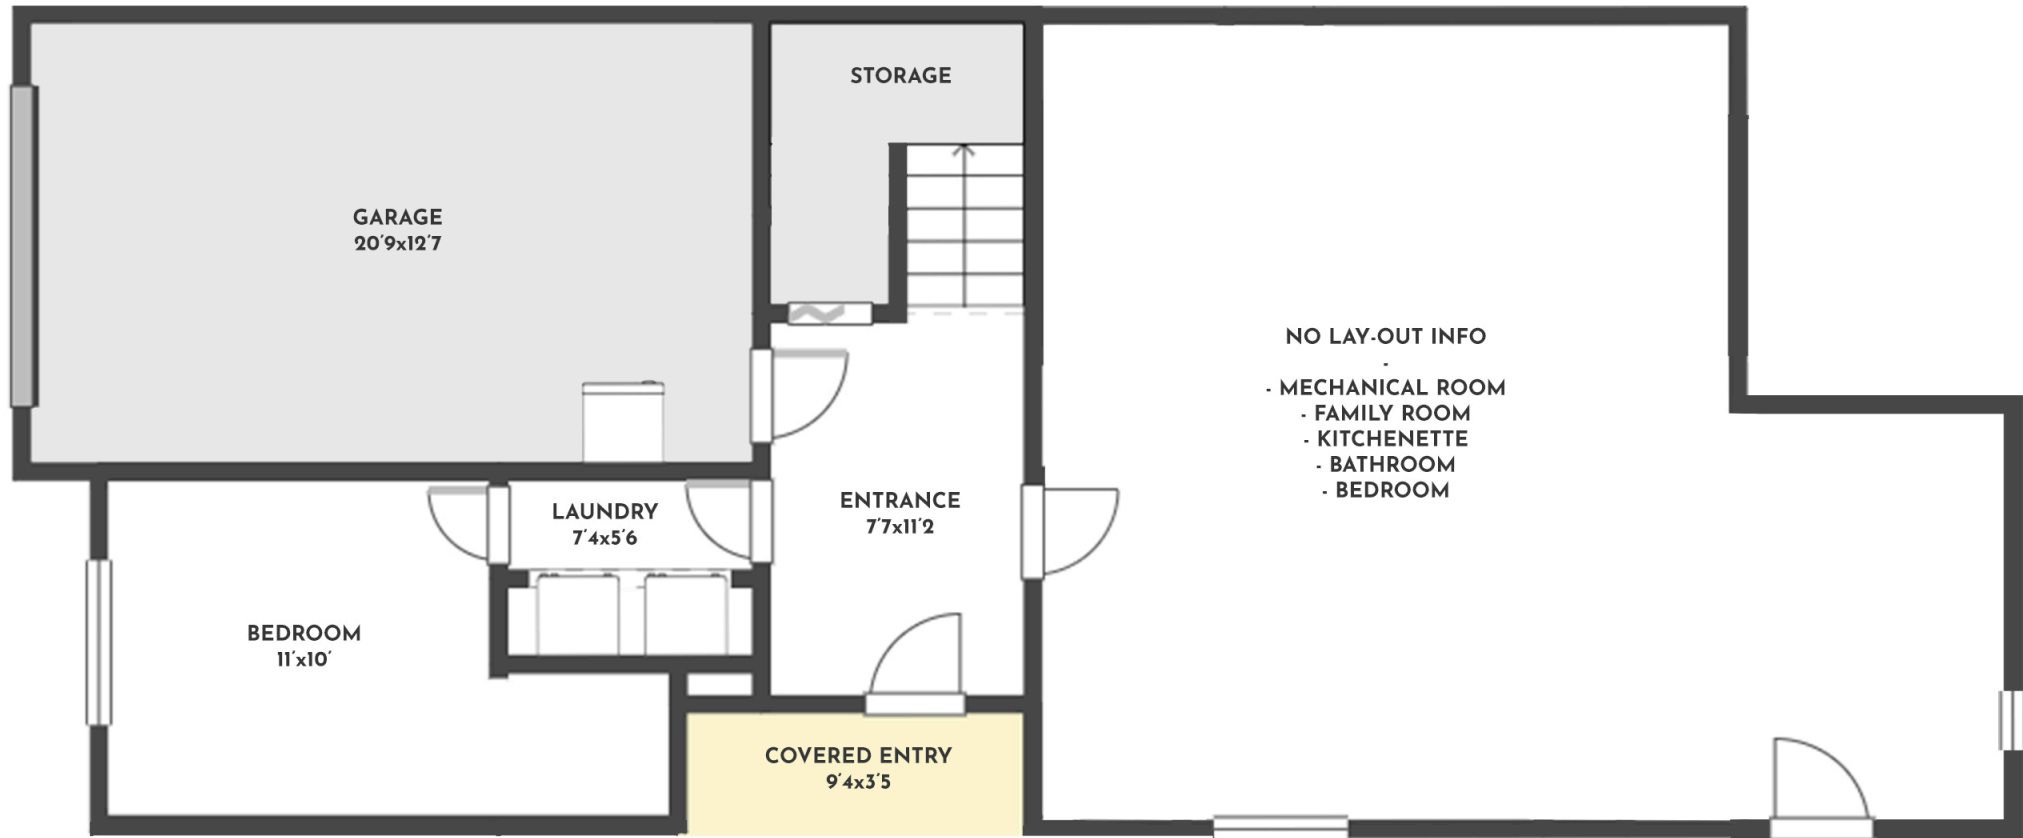 STORAGE
GARAGE
20'9x12'7
NO LAY-OUT INFO
-
- MECHANICAL ROOM
- FAMILY ROOM
- KITCHENETTE
- BATHROOM
- BEDROOM
LAUNDRY
7'4x5'6
ENTRANCE
7'7x11'2
BEDROOM
11'x10'
COVERED ENTRY
9'4x3'5